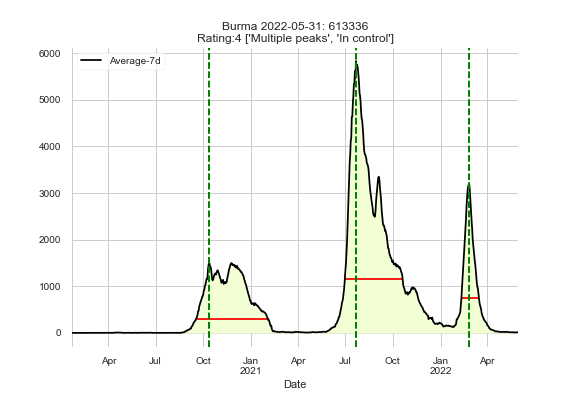 Burma 2022-05-31: 613336
Rating:4 ['Multiple peaks', 'In control']
Average-7d
6000
5000
4000
3000
2000
1000
0
Apr Jul Oct Jan Apr Jul Oct Jan Apr
2021 2022
Date